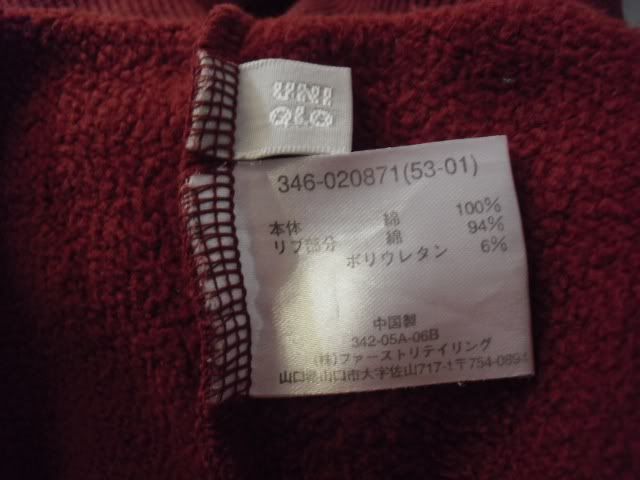 UNI
QLO
346-020871(53-01)
本体 綿 100%
リブ部分 綿 94%
ポリウレタン 6%
中国製
342-05A-06B
(株)ファーストリテイリング
山口県山口市大字佐山717-1〒754-0894